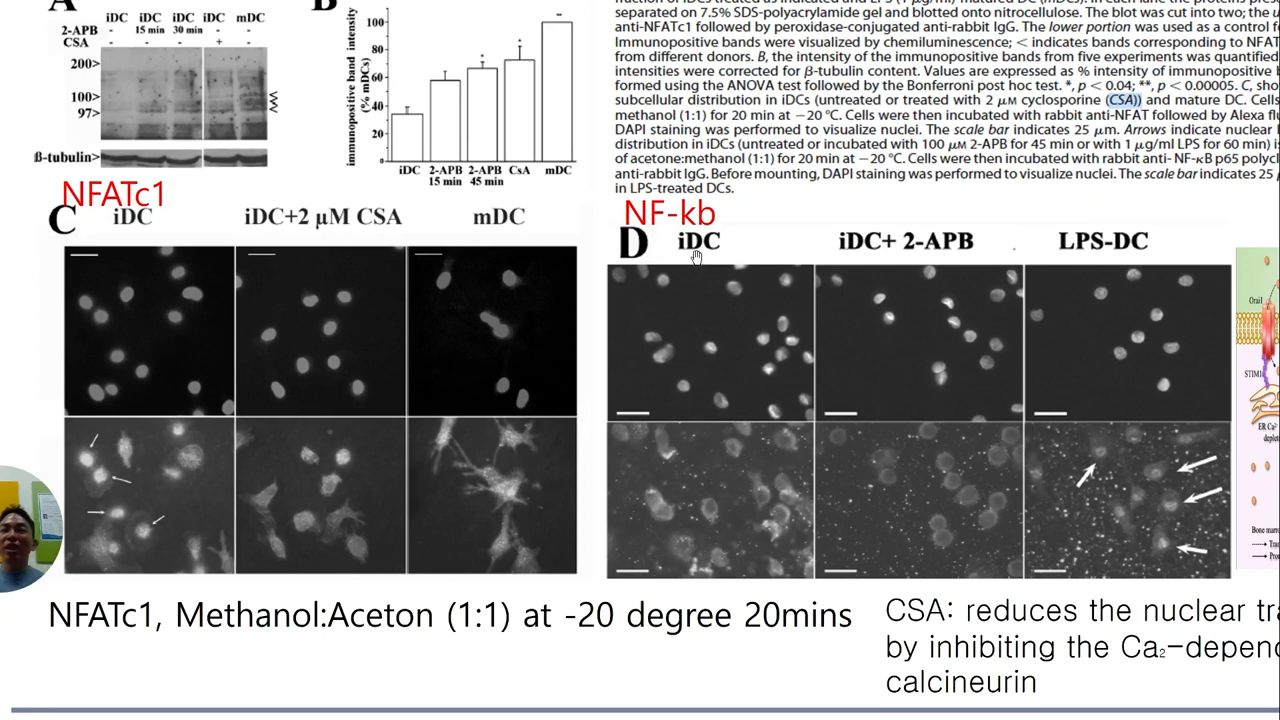 A
iDC iDC iDC iDC mDC
2-APB - 15 min 30 min - -
CSA - - - + -
200>
100>
97>
ß-tubulin>
B
immunopositive band intensity
(% mDCs)
100
80
60
40
20
0
**
*
*
iDC 2-APB 2-APB CsA mDC
15 min 45 min
separated on 7.5% SDS-polyacrylamide gel and blotted onto nitrocellulose. The blot was cut into two; the
anti-NFATc1 followed by peroxidase-conjugated anti-rabbit IgG. The lower portion was used as a control f
Immunopositive bands were visualized by chemiluminescence; < indicates bands corresponding to NFAT
from different donors. B, the intensity of the immunopositive bands from five experiments was quantified
intensities were corrected for β-tubulin content. Values are expressed as % intensity of immunopositive
formed using the ANOVA test followed by the Bonferroni post hoc test. *, p < 0.04; **, p < 0.00005. C, sho
subcellular distribution in iDCs (untreated or treated with 2 μM cyclosporine (CSA)) and mature DC. Cell
methanol (1:1) for 20 min at −20 °C. Cells were then incubated with rabbit anti-NFAT followed by Alexa fl
DAPI staining was performed to visualize nuclei. The scale bar indicates 25 μm. Arrows indicate nuclear
distribution in iDCs (untreated or incubated with 100 μM 2-APB for 45 min or with 1 μg/ml LPS for 60 min) i
of acetone:methanol (1:1) for 20 min at −20 °C. Cells were then incubated with rabbit anti- NF-κB p65 polycl
anti-rabbit IgG. Before mounting, DAPI staining was performed to visualize nuclei. The scale bar indicates 25
in LPS-treated DCs.
NFATc1
C iDC iDC+2 μM CSA mDC
NF-kb
D iDC iDC+ 2-APB LPS-DC
Orai1
STIM1
ER Ca²
deplet
Bone marr
Tra
Pro
NFATc1, Methanol:Aceton (1:1) at -20 degree 20mins
CSA: reduces the nuclear tra
by inhibiting the Ca₂-depend
calcineurin